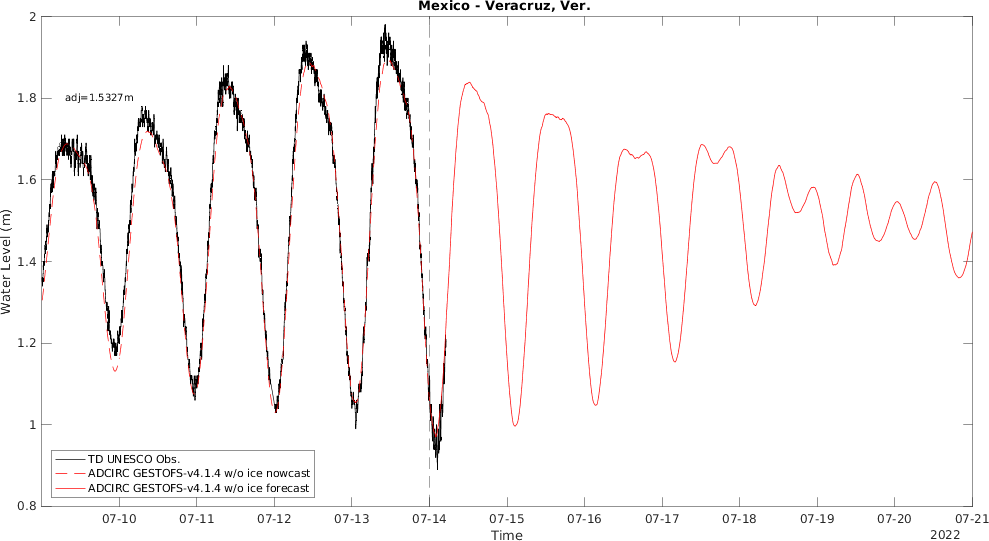 Mexico - Veracruz, Ver.
2
1.8
1.6
1.4
1.2
1
0.8
Water Level (m)
adj=1.5327m
TD UNESCO Obs.
ADCIRC GESTOFS-v4.1.4 w/o ice nowcast
ADCIRC GESTOFS-v4.1.4 w/o ice forecast
07-10 07-11 07-12 07-13 07-14 07-15 07-16 07-17 07-18 07-19 07-20 07-21
Time
2022